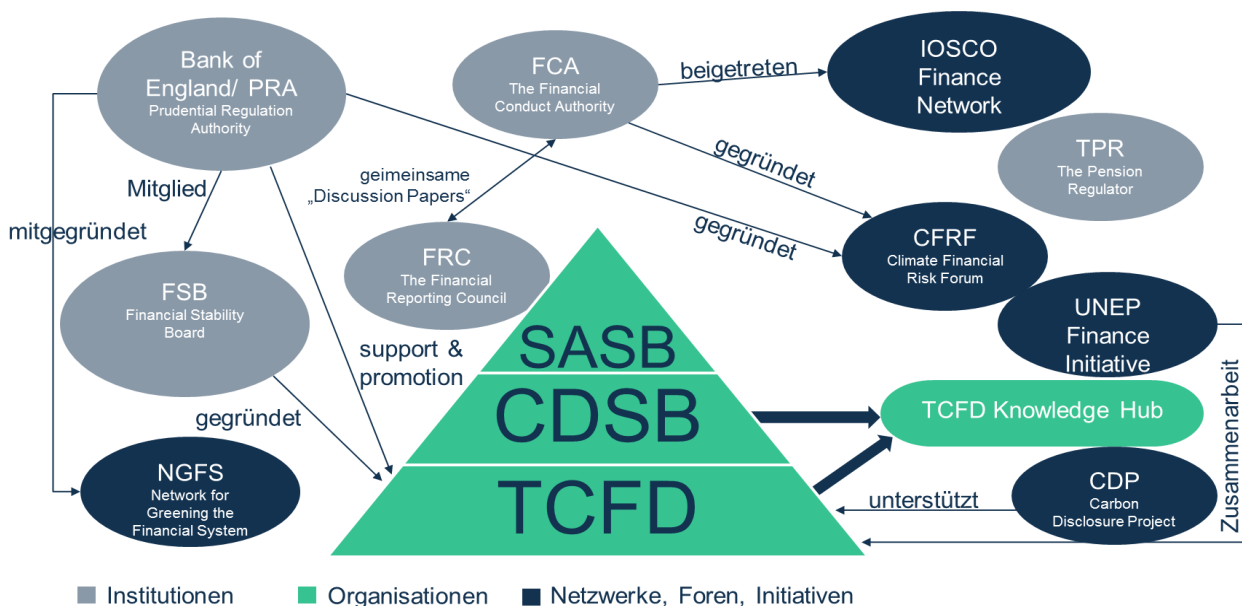 Bank of
England/ PRA
Prudential Regulation
Authority
FCA
The Financial
Conduct Authority
beigetreten
IOSCO
Finance
Network
TPR
The Pension
Regulator
gegründet
Mitglied
geimeinsame
„Discussion Papers“
mitgegründet
gegründet
FRC
The Financial
Reporting Council
CFRF
Climate Financial
Risk Forum
FSB
Financial Stability
Board
UNEP
Finance
Initiative
support &
promotion
SASB
CDSB
TCFD
gegründet
TCFD Knowledge Hub
Zusammenarbeit
NGFS
Network for
Greening the
Financial System
unterstützt
CDP
Carbon
Disclosure Project
Institutionen
Organisationen
Netzwerke, Foren, Initiativen